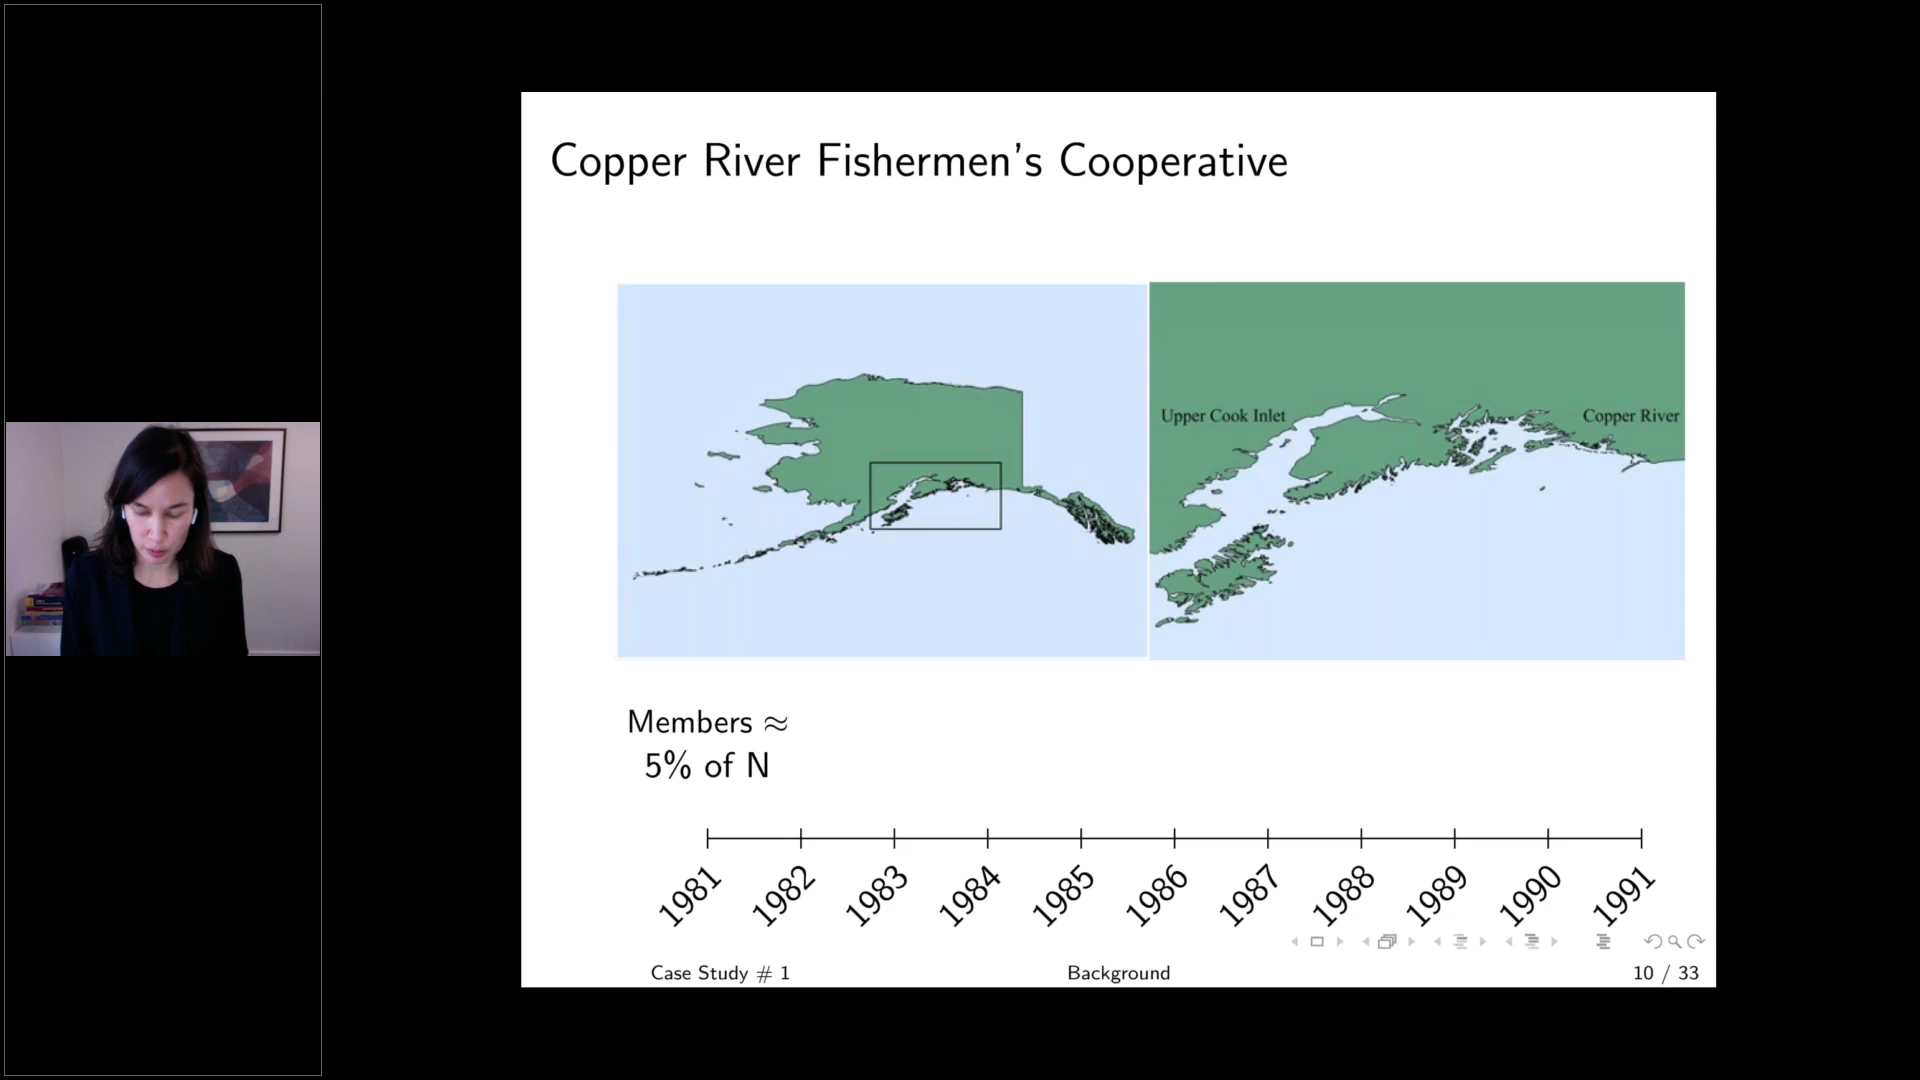 Copper River Fishermen's Cooperative
Upper Cook Inlet
Copper River
Members ≈
5% of N
1981 1982 1983 1984 1985 1986 1987 1988 1989 1990 1991
Case Study # 1 Background 10 / 33